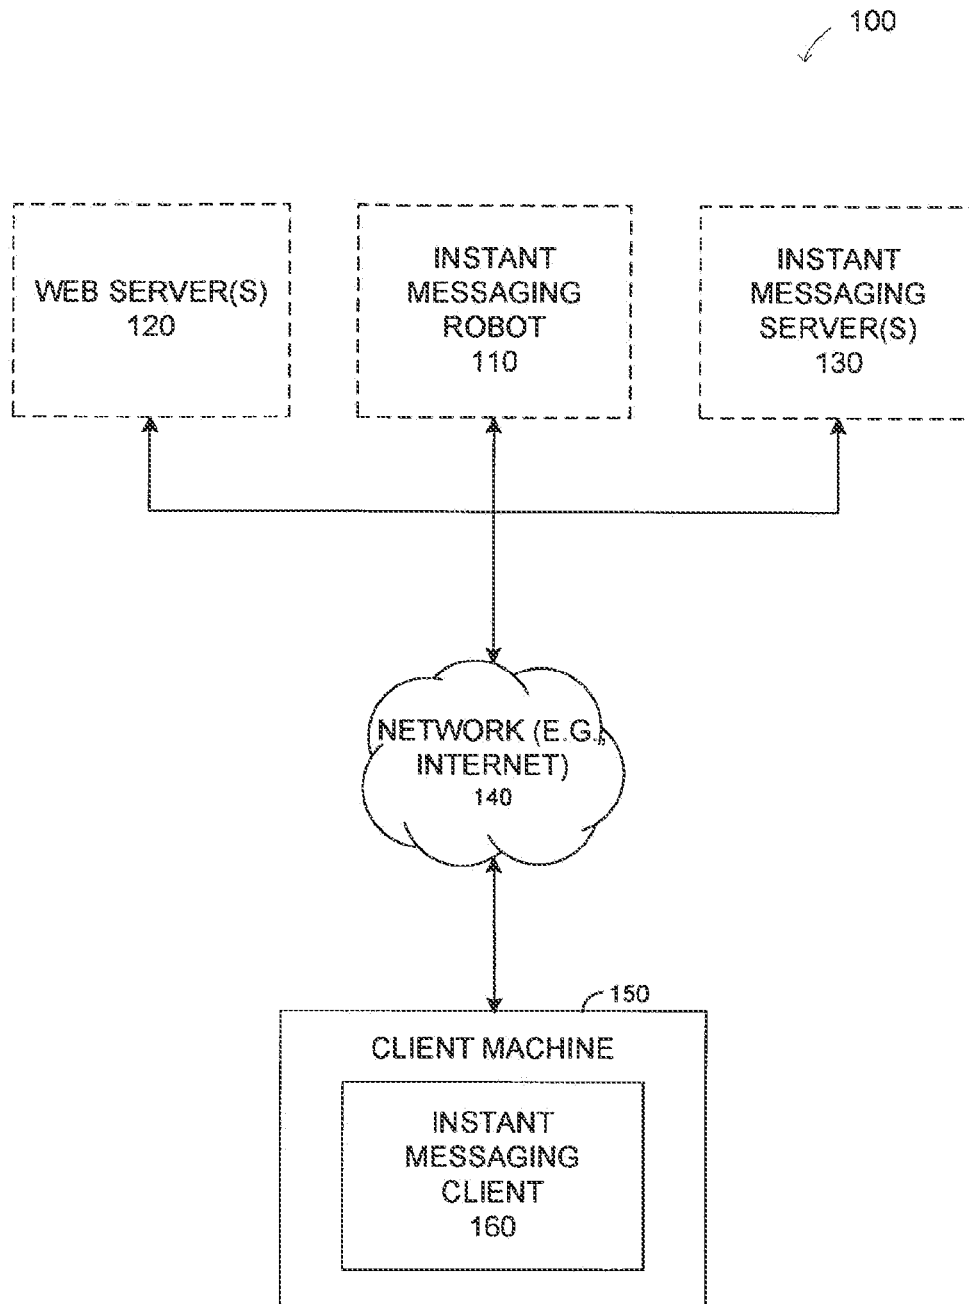 100
WEB SERVER(S)
120
INSTANT
MESSAGING
ROBOT
110
INSTANT
MESSAGING
SERVER(S)
130
NETWORK (E.G.,
INTERNET)
140
150
CLIENT MACHINE
INSTANT
MESSAGING
CLIENT
160